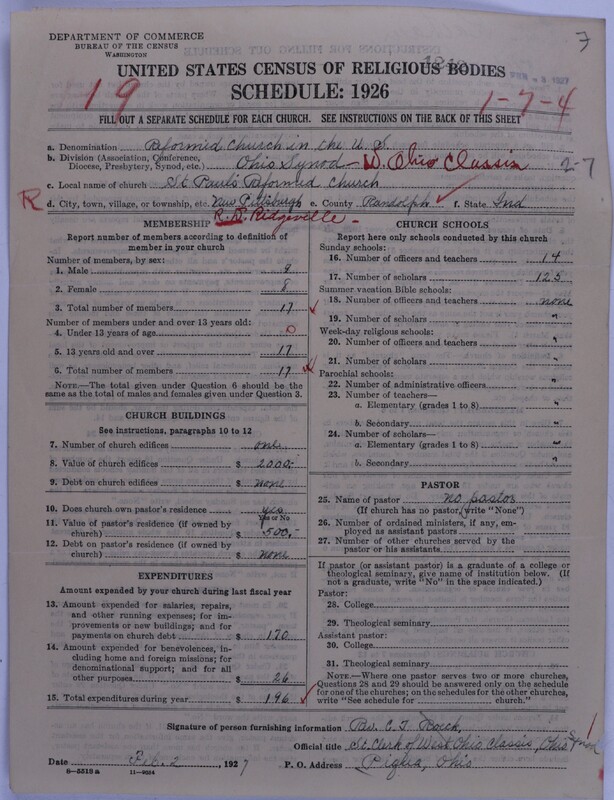 DEPARTMENT OF COMMERCE
BUREAU OF THE CENSUS
WASHINGTON
UNITED STATES CENSUS OF RELIGIOUS BODIES
SCHEDULE: 1926
19
1-7-4
FILL OUT A SEPARATE SCHEDULE FOR EACH CHURCH. SEE INSTRUCTIONS ON THE BACK OF THIS SHEET
a. Denomination Reformed Church in the U. S.
b. Division (Association, Conference, Diocese, Presbytery, Synod, etc.) Ohio Synod - W. Ohio Classis 2-7
c. Local name of church St. Paul's Reformed Church
R d. City, town, village, or township, etc. New Pittsburgh e. County Randolph f. State Ind
R. D. Ridgeville -
MEMBERSHIP
Report number of members according to definition of
member in your church
Number of members, by sex:
1. Male 9
2. Female 8
3. Total number of members 17
Number of members under and over 13 years old:
4. Under 13 years of age 0
5. 13 years old and over 17
6. Total number of members 17
NOTE.—The total given under Question 6 should be the
same as the total of males and females given under Question 3.
CHURCH BUILDINGS
See instructions, paragraphs 10 to 12
7. Number of church edifices one
8. Value of church edifices $ 2000.-
9. Debt on church edifices $ none
10. Does church own pastor's residence yes
Yes or No
11. Value of pastor's residence (if owned by
church) $ 500.-
12. Debt on pastor's residence (if owned by
church) $ none
EXPENDITURES
Amount expended by your church during last fiscal year
13. Amount expended for salaries, repairs,
and other running expenses; for im-
provements or new buildings; and for
payments on church debt $ 170
14. Amount expended for benevolences, in-
cluding home and foreign missions; for
denominational support; and for all
other purposes $ 26
15. Total expenditures during year $ 196
CHURCH SCHOOLS
Report here only schools conducted by this church
Sunday schools:
16. Number of officers and teachers 14
17. Number of scholars 125
Summer vacation Bible schools:
18. Number of officers and teachers none
19. Number of scholars "
Week-day religious schools:
20. Number of officers and teachers "
21. Number of scholars "
Parochial schools:
22. Number of administrative officers "
23. Number of teachers—
a. Elementary (grades 1 to 8) "
b. Secondary "
24. Number of scholars—
a. Elementary (grades 1 to 8) "
b. Secondary "
PASTOR
25. Name of pastor no pastor
(If church has no pastor, write "None")
26. Number of ordained ministers, if any, em-
ployed as assistant pastors
27. Number of other churches served by the
pastor or his assistants
If pastor (or assistant pastor) is a graduate of a college or
theological seminary, give name of institution below. (If
not a graduate, write "No" in the space indicated.)
Pastor:
28. College
29. Theological seminary
Assistant pastor:
30. College
31. Theological seminary
NOTE.—Where one pastor serves two or more churches,
Questions 28 and 29 should be answered only on the schedule
for one of the churches; on the schedules for the other churches,
write "See schedule for church."
Signature of person furnishing information Rev. C. T.
Official title St. Clerk of West Ohio Classis, Ohio Synod
Date Feb. 2, 1927 P. O. Address Piqua, Ohio
8-5519a 11-9324